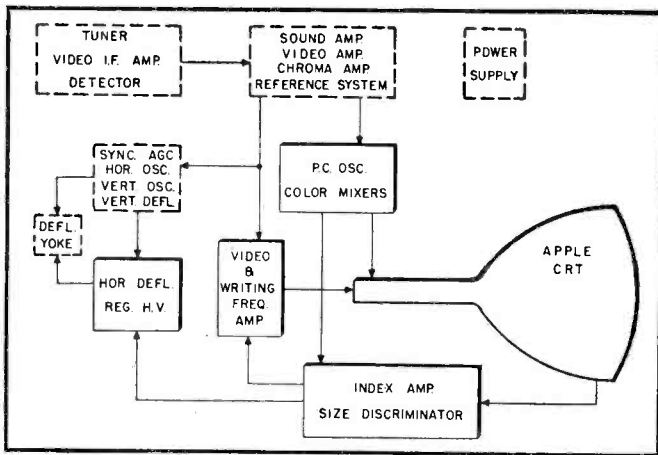 TUNER
VIDEO I.F. AMP.
DETECTOR
SOUND AMP.
VIDEO AMP.
CHROMA AMP.
REFERENCE SYSTEM
POWER
SUPPLY
SYNC. AGC
HOR. OSC.
VERT. OSC.
VERT. DEFL.
P.C. OSC.
COLOR MIXERS
DEFL.
YOKE
HOR DEFL.
REG. H.V.
VIDEO
&
WRITING
FREQ.
AMP
APPLE
CRT
INDEX AMP.
SIZE DISCRIMINATOR